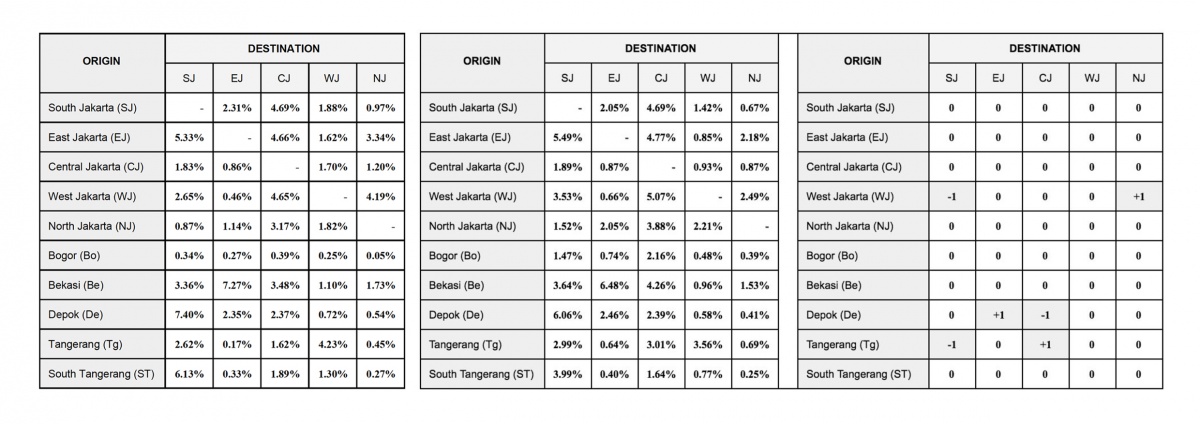 ORIGIN DESTINATION
SJ EJ CJ WJ NJ
South Jakarta (SJ) - 2.31% 4.69% 1.88% 0.97%
East Jakarta (EJ) 5.33% - 4.66% 1.62% 3.34%
Central Jakarta (CJ) 1.83% 0.86% - 1.70% 1.20%
West Jakarta (WJ) 2.65% 0.46% 4.65% - 4.19%
North Jakarta (NJ) 0.87% 1.14% 3.17% 1.82% -
Bogor (Bo) 0.34% 0.27% 0.39% 0.25% 0.05%
Bekasi (Be) 3.36% 7.27% 3.48% 1.10% 1.73%
Depok (De) 7.40% 2.35% 2.37% 0.72% 0.54%
Tangerang (Tg) 2.62% 0.17% 1.62% 4.23% 0.45%
South Tangerang (ST) 6.13% 0.33% 1.89% 1.30% 0.27%
ORIGIN DESTINATION
SJ EJ CJ WJ NJ
South Jakarta (SJ) - 2.05% 4.69% 1.42% 0.67%
East Jakarta (EJ) 5.49% - 4.77% 0.85% 2.18%
Central Jakarta (CJ) 1.89% 0.87% - 0.93% 0.87%
West Jakarta (WJ) 3.53% 0.66% 5.07% - 2.49%
North Jakarta (NJ) 1.52% 2.05% 3.88% 2.21% -
Bogor (Bo) 1.47% 0.74% 2.16% 0.48% 0.39%
Bekasi (Be) 3.64% 6.48% 4.26% 0.96% 1.53%
Depok (De) 6.06% 2.46% 2.39% 0.58% 0.41%
Tangerang (Tg) 2.99% 0.64% 3.01% 3.56% 0.69%
South Tangerang (ST) 3.99% 0.40% 1.64% 0.77% 0.25%
ORIGIN DESTINATION
SJ EJ CJ WJ NJ
South Jakarta (SJ) 0 0 0 0 0
East Jakarta (EJ) 0 0 0 0 0
Central Jakarta (CJ) 0 0 0 0 0
West Jakarta (WJ) -1 0 0 0 +1
North Jakarta (NJ) 0 0 0 0 0
Bogor (Bo) 0 0 0 0 0
Bekasi (Be) 0 0 0 0 0
Depok (De) 0 +1 -1 0 0
Tangerang (Tg) -1 0 +1 0 0
South Tangerang (ST) 0 0 0 0 0